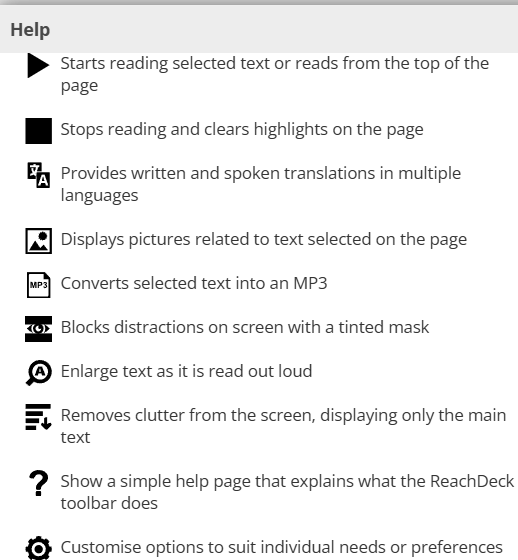 Help
Starts reading selected text or reads from the top of the
page
Stops reading and clears highlights on the page
文A
Provides written and spoken translations in multiple
languages
Displays pictures related to text selected on the page
MP3
Converts selected text into an MP3
Blocks distractions on screen with a tinted mask
A
Enlarge text as it is read out loud
Removes clutter from the screen, displaying only the main
text
?
Show a simple help page that explains what the ReachDeck
toolbar does
Customise options to suit individual needs or preferences